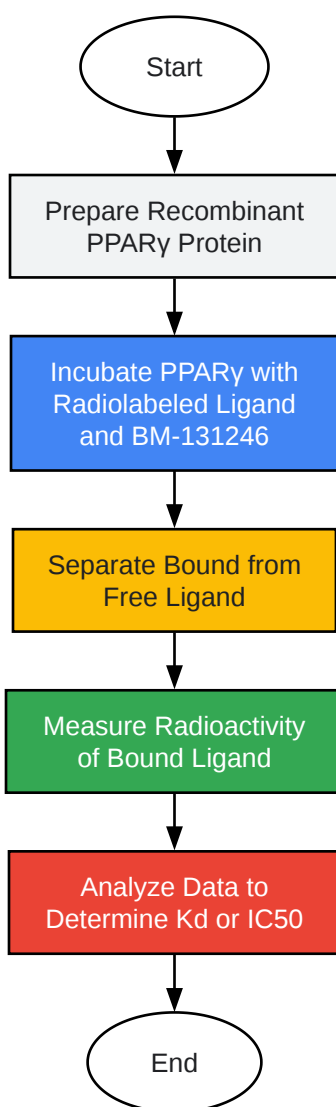 Start
Prepare Recombinant
PPARγ Protein
Incubate PPARγ with
Radiolabeled Ligand
and BM-131246
Separate Bound from
Free Ligand
Measure Radioactivity
of Bound Ligand
Analyze Data to
Determine Kd or IC50
End